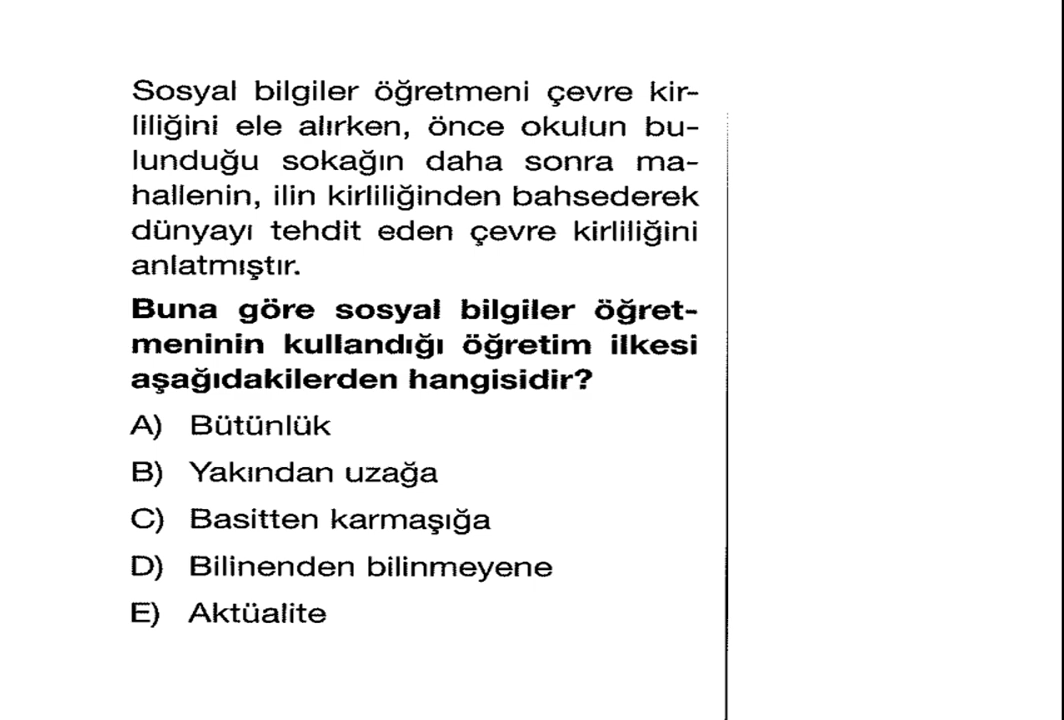 Sosyal bilgiler öğretmeni çevre kir-
liliğini ele alırken, önce okulun bu-
lunduğu sokağın daha sonra ma-
hallenin, ilin kirliliğinden bahsederek
dünyayı tehdit eden çevre kirliliğini
anlatmıştır.
Buna göre sosyal bilgiler öğret-
meninin kullandığı öğretim ilkesi
aşağıdakilerden hangisidir?
A) Bütünlük
B) Yakından uzağa
C) Basitten karmaşığa
D) Bilinenden bilinmeyene
E) Aktüalite